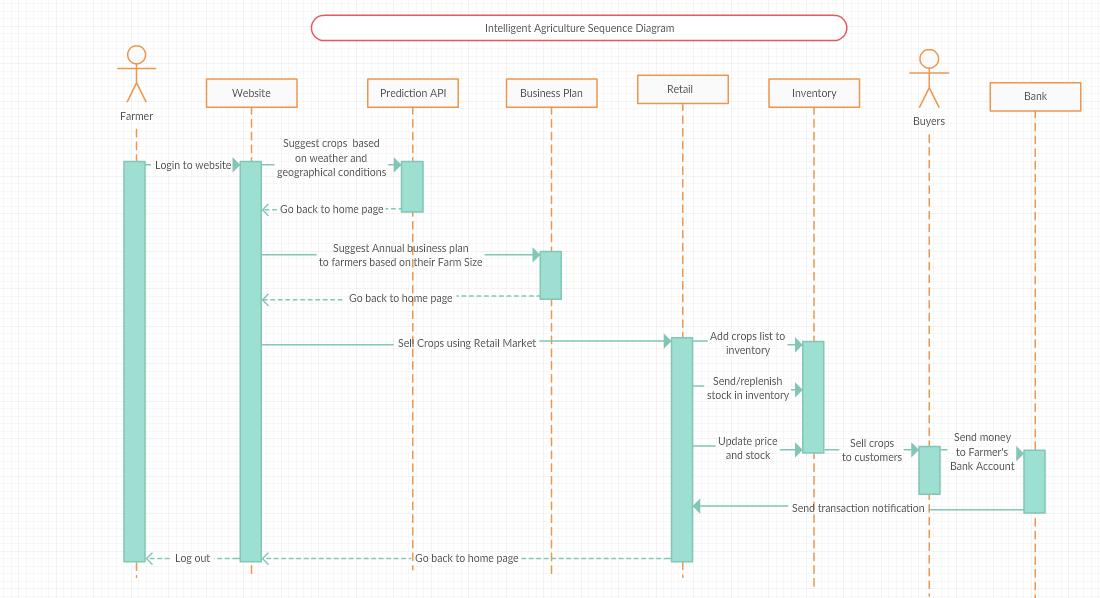 Intelligent Agriculture Sequence Diagram
Farmer
Website
Prediction API
Business Plan
Retail
Inventory
Buyers
Bank
Login to website
Suggest crops based
on weather and
geographical conditions
Go back to home page
Suggest Annual business plan
to farmers based on their Farm Size
Go back to home page
Sell Crops using Retail Market
Add crops list to
inventory
Send/replenish
stock in inventory
Update price
and stock
Sell crops
to customers
Send money
to Farmer's
Bank Account
Send transaction notification
Go back to home page
Log out